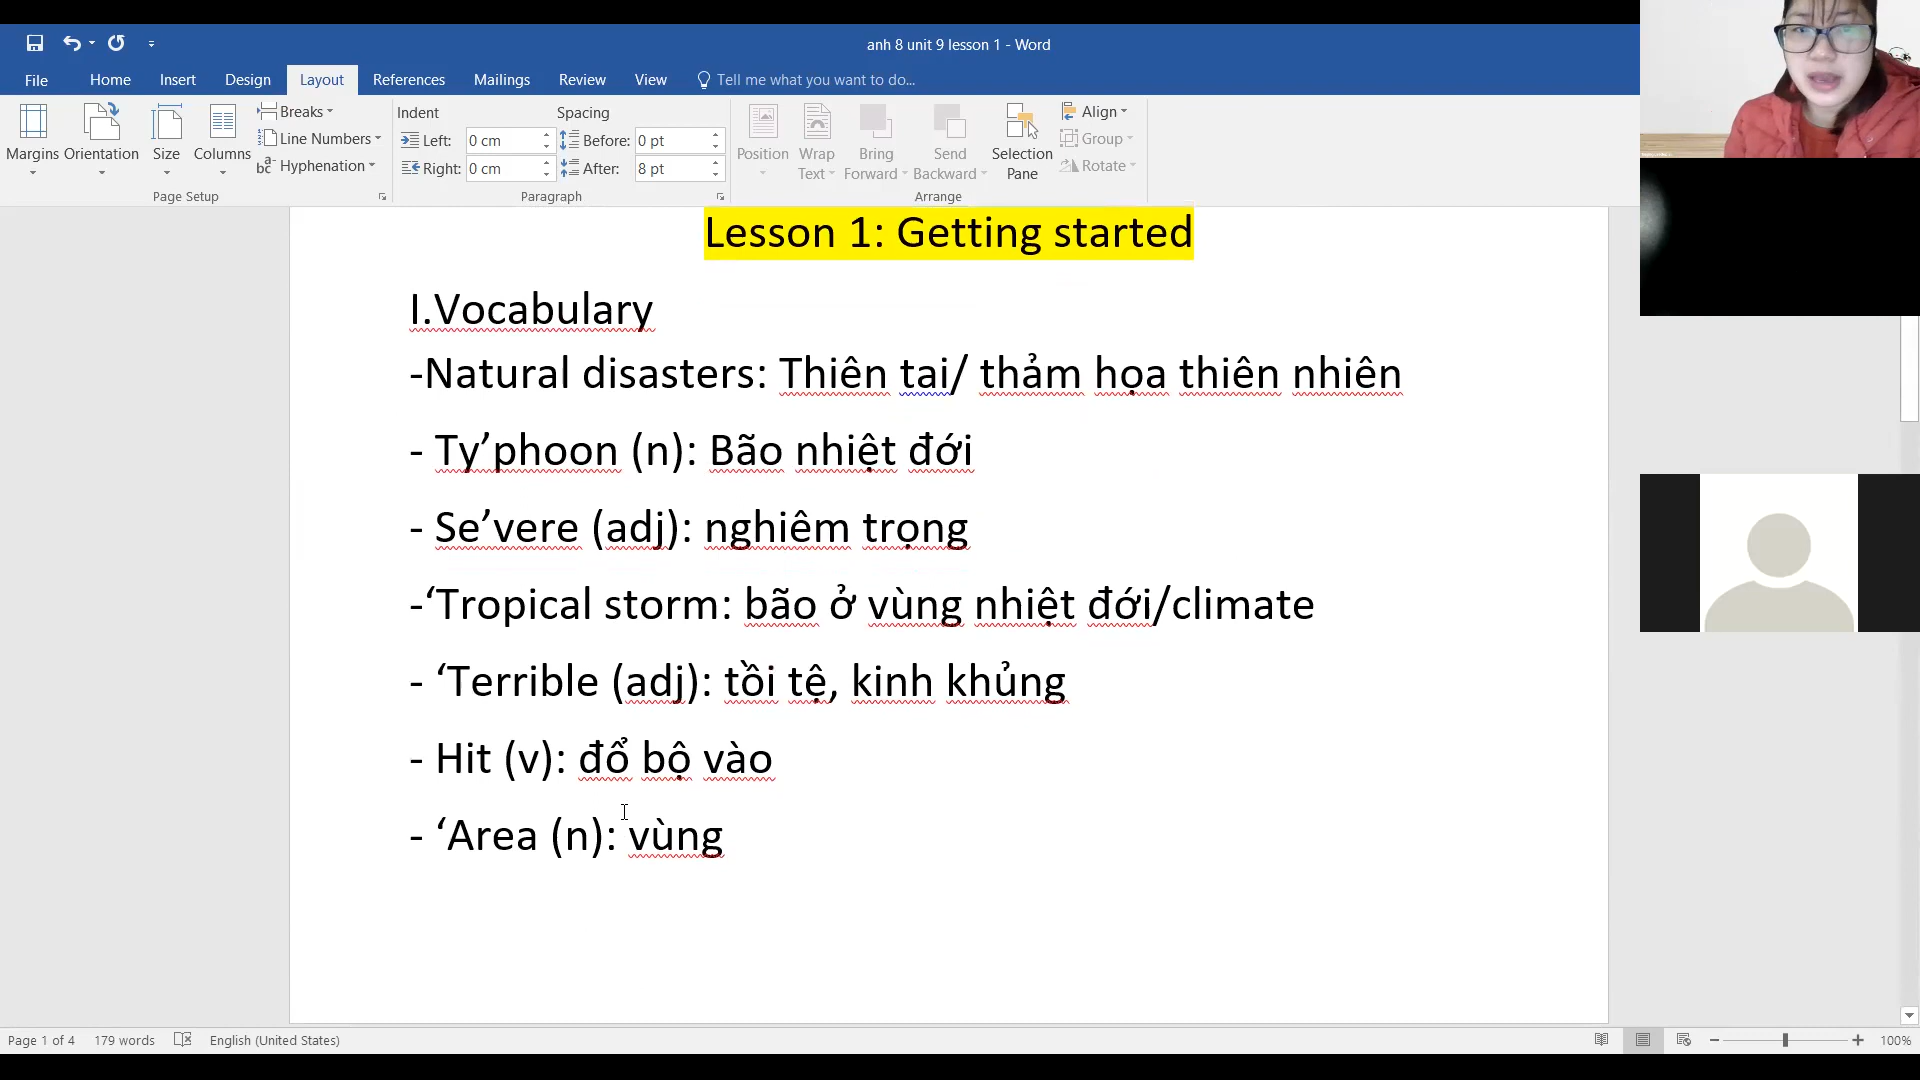 anh 8 unit 9 lesson 1 - Word
File Home Insert Design Layout References Mailings Review View Tell me what you want to do...
Margins Orientation Size Columns Breaks Line Numbers Hyphenation
Page Setup
Indent Spacing
Left: 0 cm Before: 0 pt
Right: 0 cm After: 8 pt
Paragraph
Position Wrap Text Bring Forward Send Backward Selection Pane Align Group Rotate
Arrange
Lesson 1: Getting started
I.Vocabulary
-Natural disasters: Thiên tai/ thảm họa thiên nhiên
- Ty’phoon (n): Bão nhiệt đới
- Se’vere (adj): nghiêm trọng
-‘Tropical storm: bão ở vùng nhiệt đới/climate
- ‘Terrible (adj): tồi tệ, kinh khủng
- Hit (v): đổ bộ vào
- ‘Area (n): vùng
Page 1 of 4 179 words English (United States) 100%